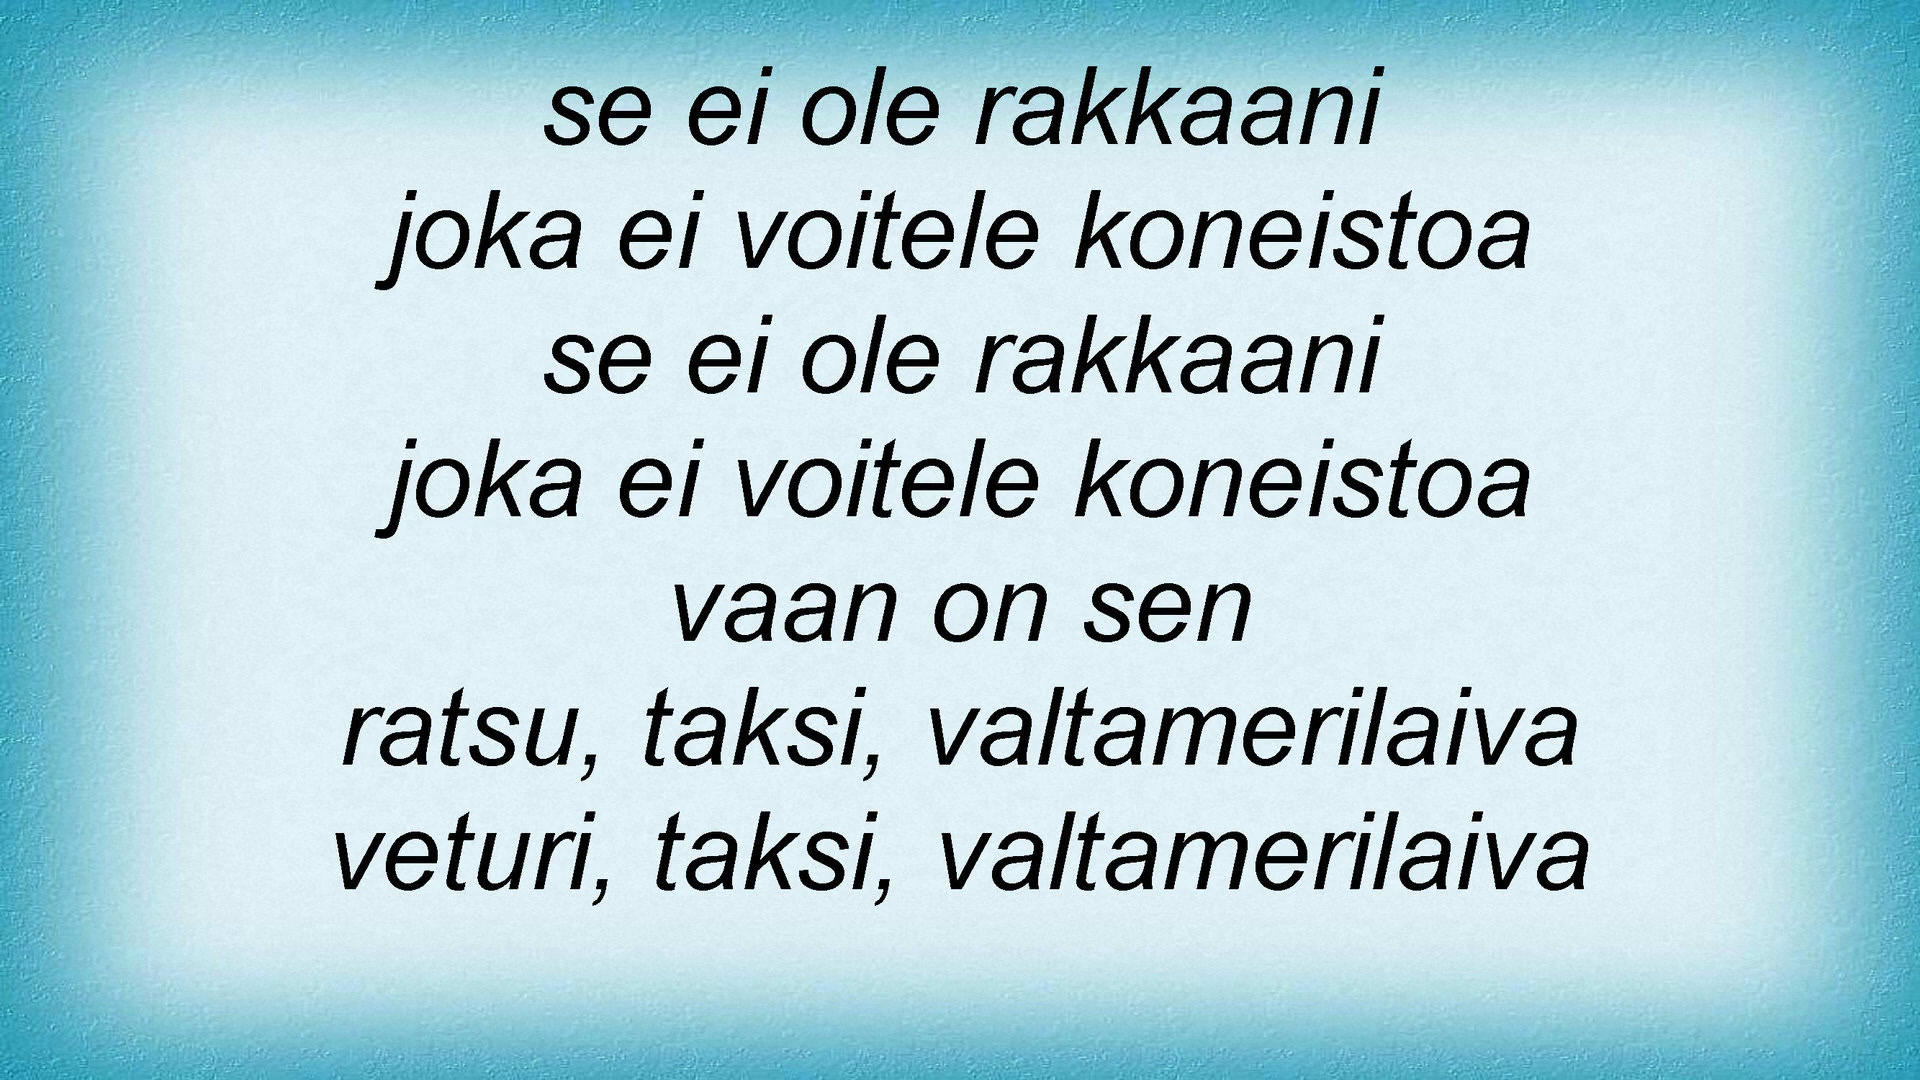 se ei ole rakkaani
joka ei voitele koneistoa
se ei ole rakkaani
joka ei voitele koneistoa
vaan on sen
ratsu, taksi, valtamerilaiva
veturi, taksi, valtamerilaiva